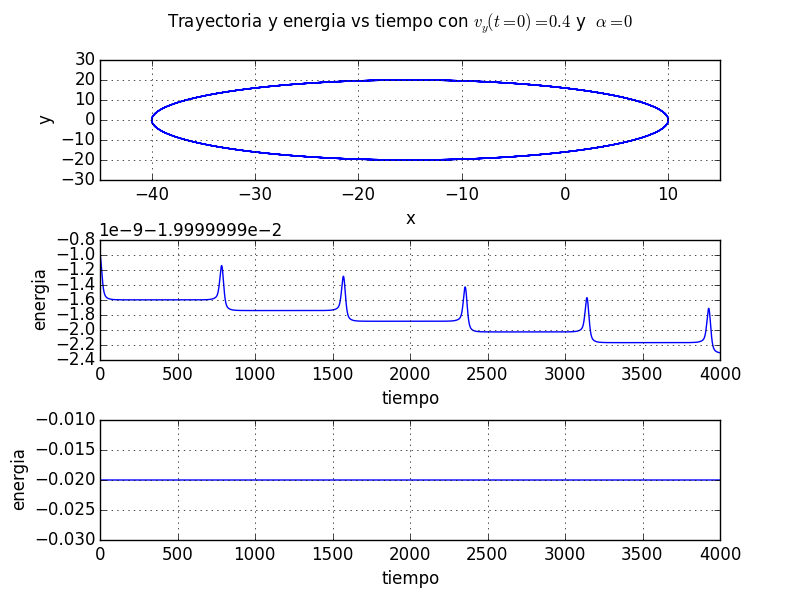 Trayectoria y energia vs tiempo con v_y(t=0)=0.4 y α=0
30
20
10
0
−10
−20
−30
y
−40 −30 −20 −10 0 10
x
1e−9−1.9999999e−2
−0.8
−1.0
−1.2
−1.4
−1.6
−1.8
−2.0
−2.2
−2.4
energia
0 500 1000 1500 2000 2500 3000 3500 4000
tiempo
−0.010
−0.015
−0.020
−0.025
−0.030
energia
0 500 1000 1500 2000 2500 3000 3500 4000
tiempo